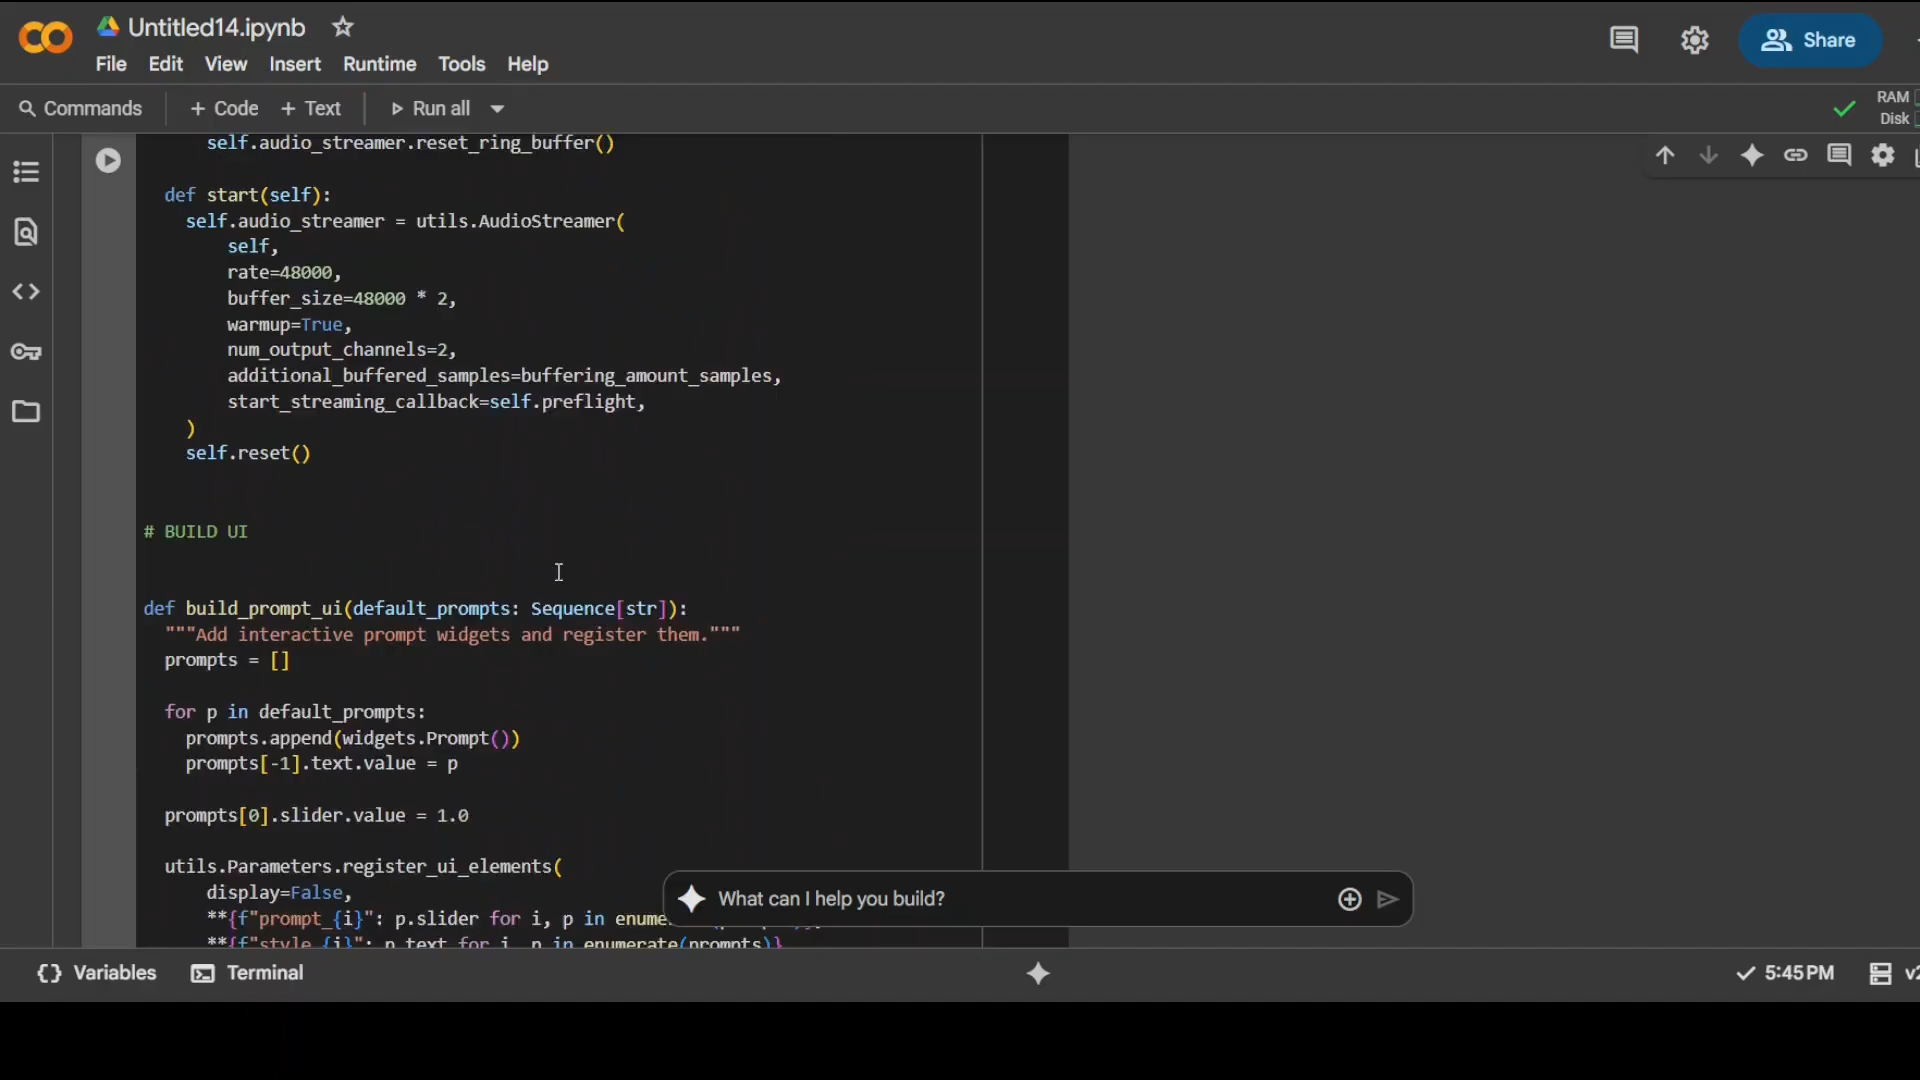 Untitled14.ipynb
File Edit View Insert Runtime Tools Help
Share
Commands + Code + Text Run all
RAM
Disk
self.audio_streamer.reset_ring_buffer()
def start(self):
self.audio_streamer = utils.AudioStreamer(
self,
rate=48000,
buffer_size=48000 * 2,
warmup=True,
num_output_channels=2,
additional_buffered_samples=buffering_amount_samples,
start_streaming_callback=self.preflight,
)
self.reset()
# BUILD UI
def build_prompt_ui(default_prompts: Sequence[str]):
"""Add interactive prompt widgets and register them."""
prompts = []
for p in default_prompts:
prompts.append(widgets.Prompt())
prompts[-1].text.value = p
prompts[0].slider.value = 1.0
utils.Parameters.register_ui_elements(
display=False,
**{f"prompt_{i}": p.slider for i, p in enume
**{f"style_{i}": p.text for i, p in enumerate(prompts)}
What can I help you build?
Variables Terminal
5:45 PM